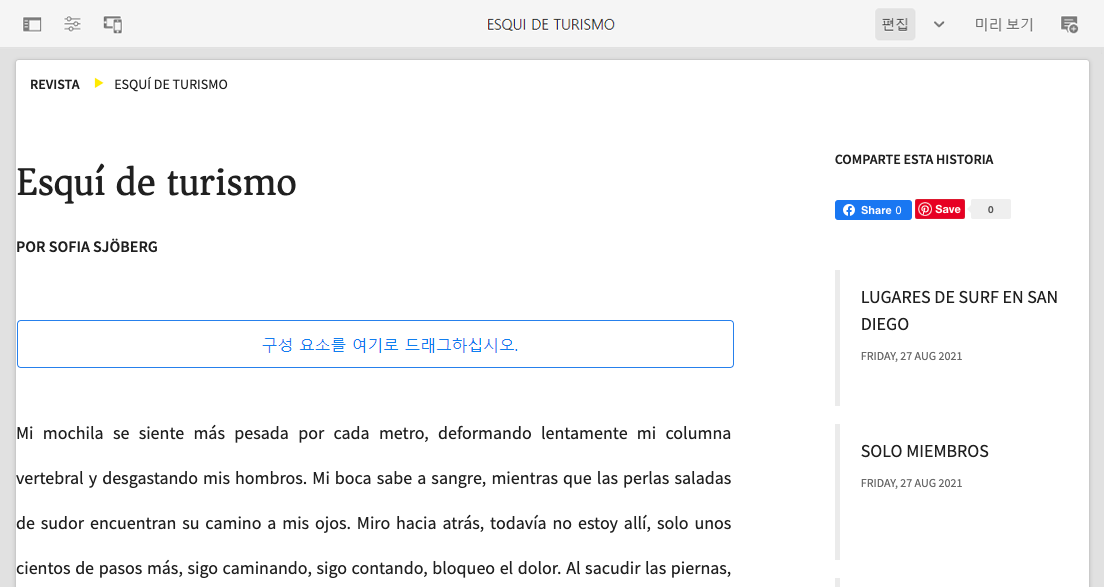 ESQUI DE TURISMO
편집
미리 보기
REVISTA ESQUÍ DE TURISMO
Esquí de turismo
POR SOFIA SJÖBERG
구성 요소를 여기로 드래그하십시오.
Mi mochila se siente más pesada por cada metro, deformando lentamente mi columna
vertebral y desgastando mis hombros. Mi boca sabe a sangre, mientras que las perlas saladas
de sudor encuentran su camino a mis ojos. Miro hacia atrás, todavía no estoy allí, solo unos
cientos de pasos más, sigo caminando, sigo contando, bloqueo el dolor. Al sacudir las piernas,
COMPARTE ESTA HISTORIA
Share 0
Save
0
LUGARES DE SURF EN SAN
DIEGO
FRIDAY, 27 AUG 2021
SOLO MIEMBROS
FRIDAY, 27 AUG 2021